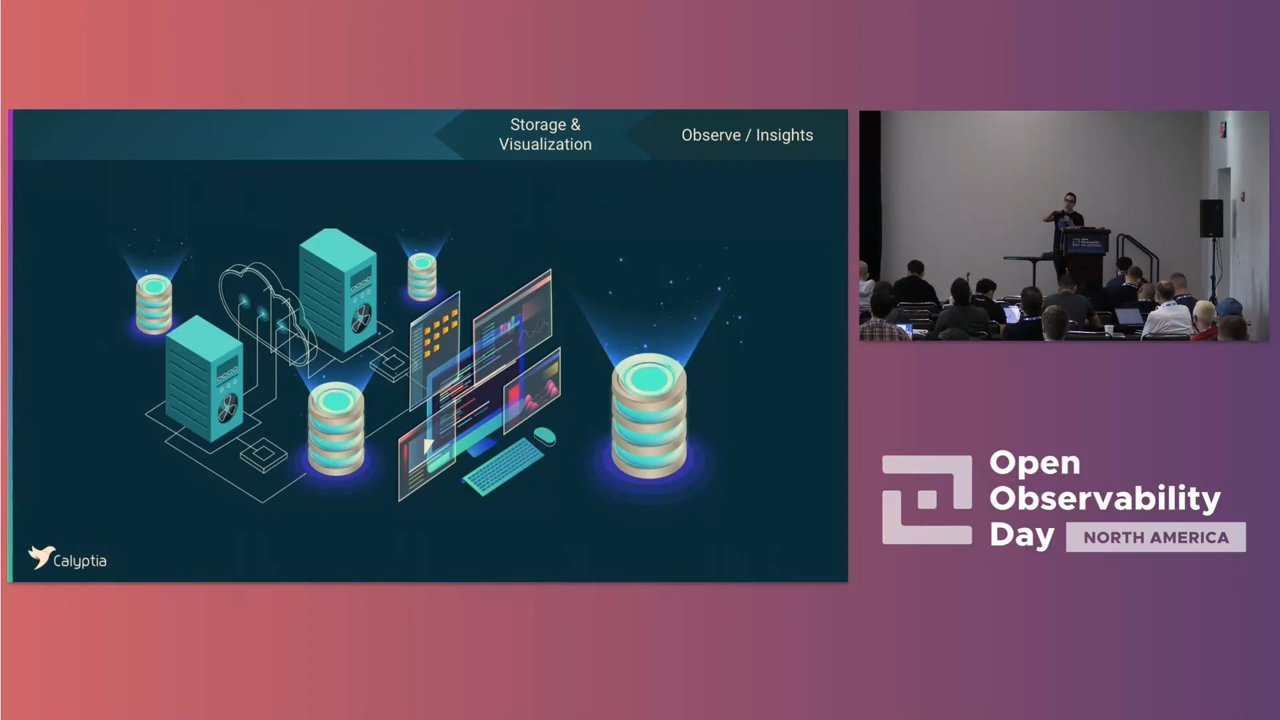 Storage &
Visualization
Observe / Insights
Calyptia
Open
Observability
Day
NORTH AMERICA